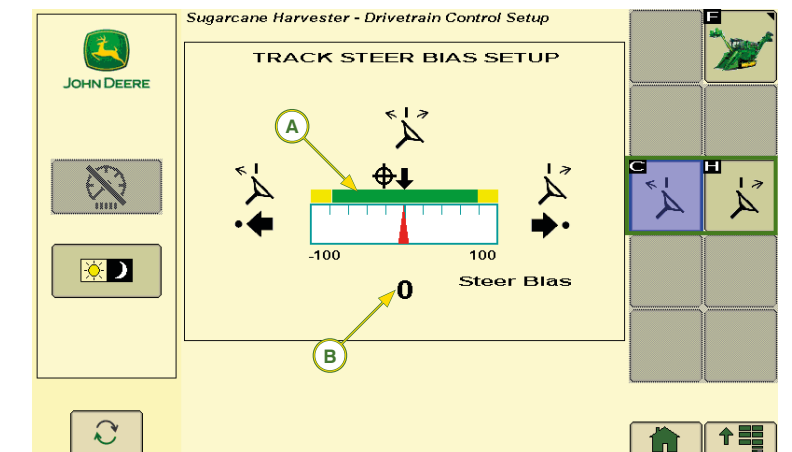 Sugarcane Harvester - Drivetrain Control Setup
JOHN DEERE
TRACK STEER BIAS SETUP
A
-100
100
0
Steer BIas
B
F
C
H